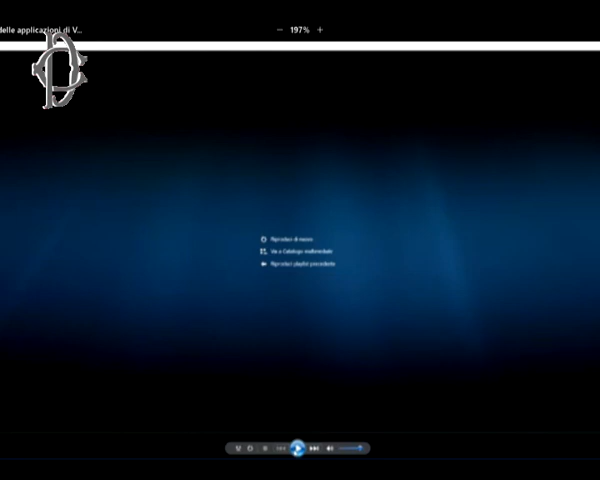 delle applicazioni di V...
− 197% +
Riproduci di nuovo
Vai a Catalogo multimediale
Riproduci playlist precedente